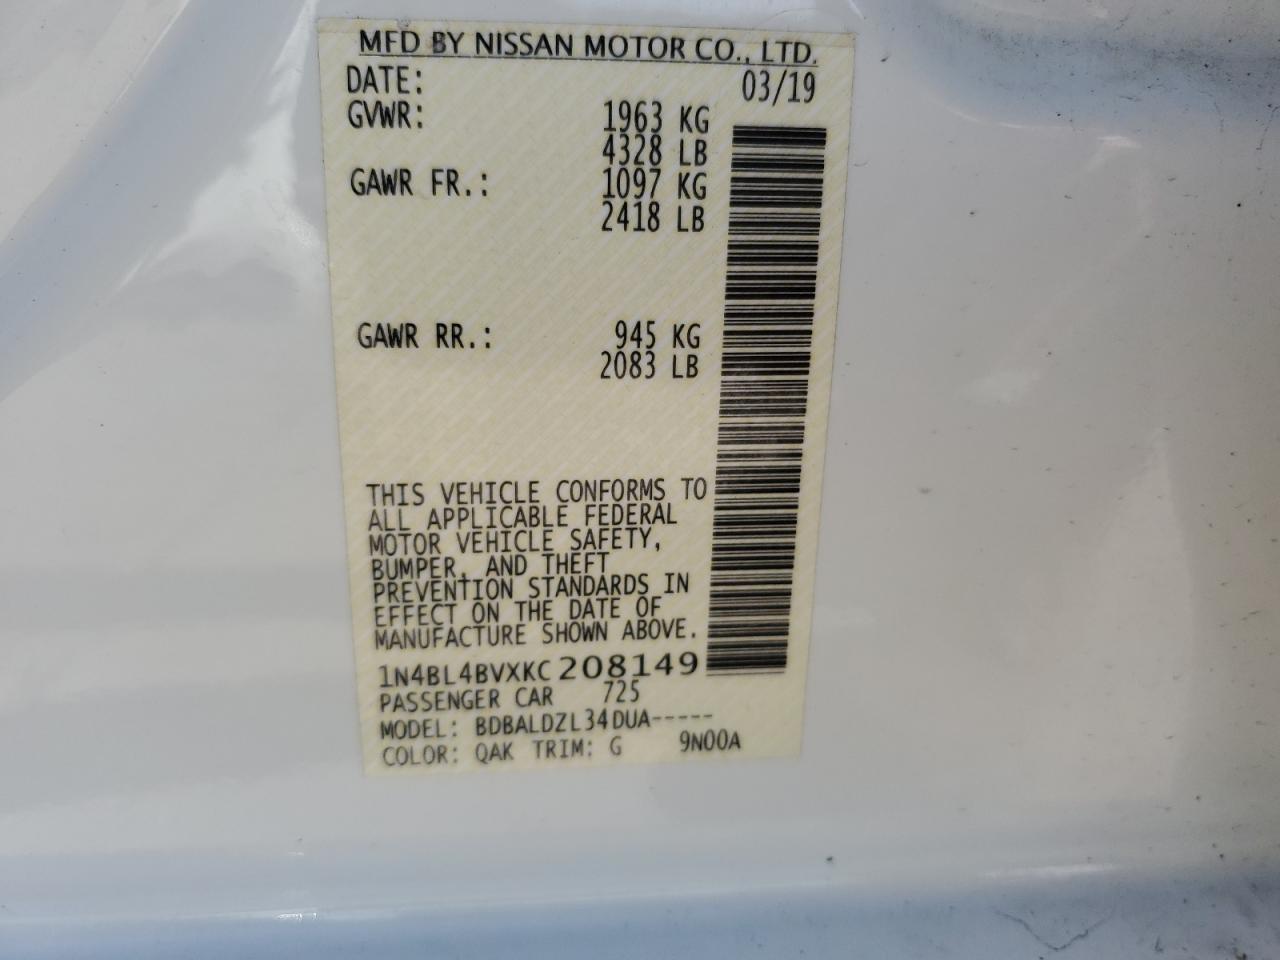 MFD BY NISSAN MOTOR CO., LTD.
DATE: 03/19
GVWR: 1963 KG
4328 LB
GAWR FR.: 1097 KG
2418 LB
GAWR RR.: 945 KG
2083 LB
THIS VEHICLE CONFORMS TO
ALL APPLICABLE FEDERAL
MOTOR VEHICLE SAFETY,
BUMPER, AND THEFT
PREVENTION STANDARDS IN
EFFECT ON THE DATE OF
MANUFACTURE SHOWN ABOVE.
1N4BL4BVXKC208149
PASSENGER CAR 725
MODEL: BDBALDZL34DUA-----
COLOR: QAK TRIM: G 9N00A